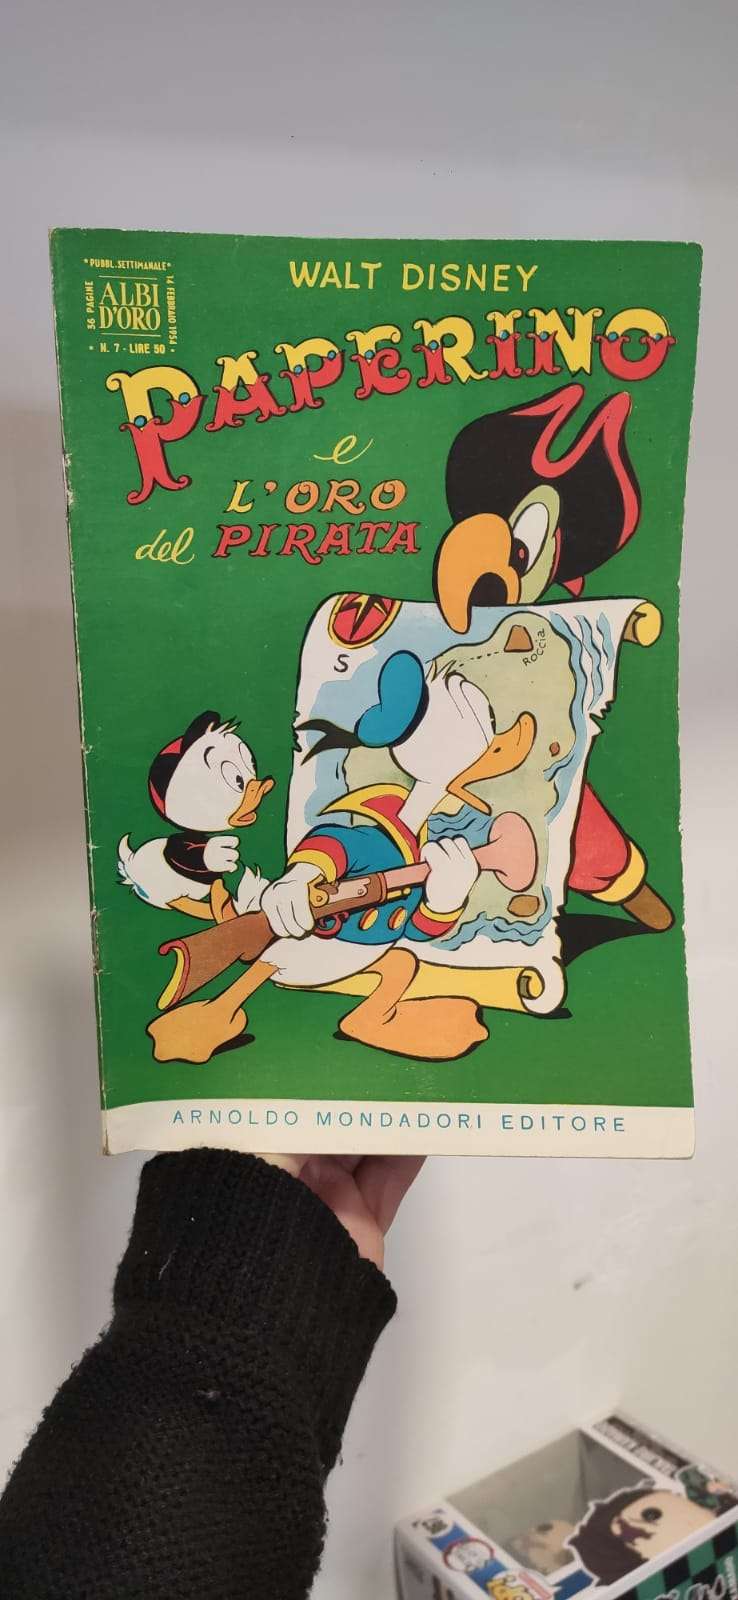 *PUBBL. SETTIMANALE*
36 PAGINE
ALBI
D'ORO
14 FEBBRAIO 1954
• N. 7 - LIRE 50 •
WALT DISNEY
PAPERINO
e
L'ORO
del PIRATA
S
ROCCIA
ARNOLDO MONDADORI EDITORE